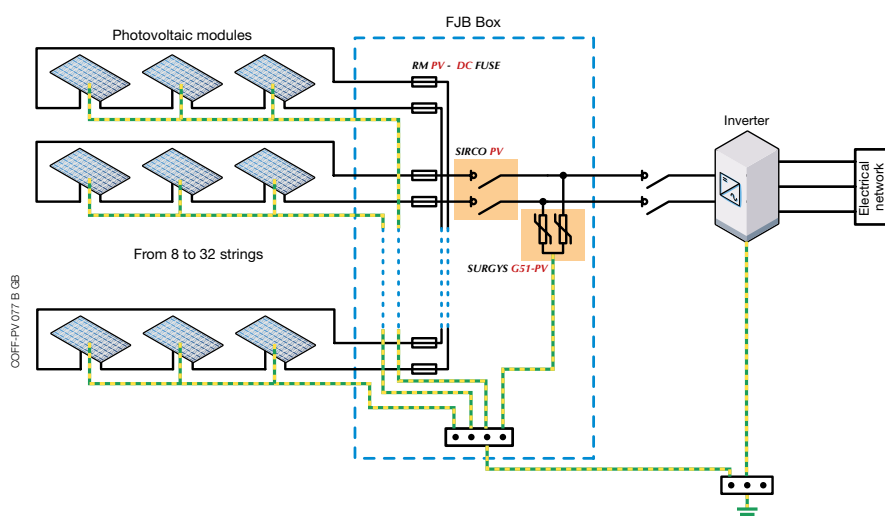 FJB Box
Photovoltaic modules
RM PV - DC FUSE
Inverter
SIRCO PV
Electrical
network
From 8 to 32 strings
SURGYS G51-PV
COFF-PV 077 B GB